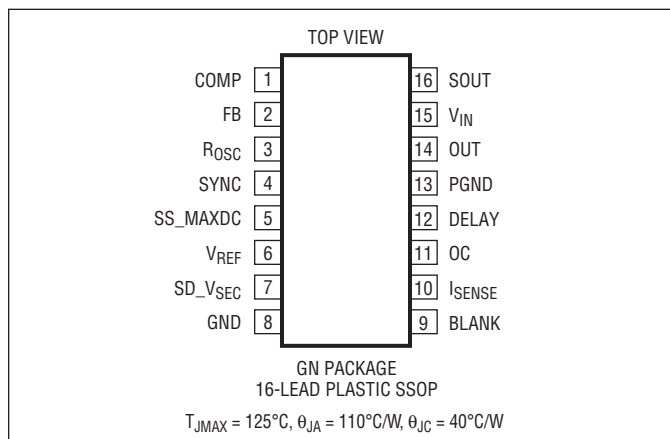 TOP VIEW
COMP 1
FB 2
ROSC 3
SYNC 4
SS_MAXDC 5
VREF 6
SD_VSEC 7
GND 8
16 SOUT
15 VIN
14 OUT
13 PGND
12 DELAY
11 OC
10 ISENSE
9 BLANK
GN PACKAGE
16-LEAD PLASTIC SSOP
TJMAX = 125°C, θJA = 110°C/W, θJC = 40°C/W